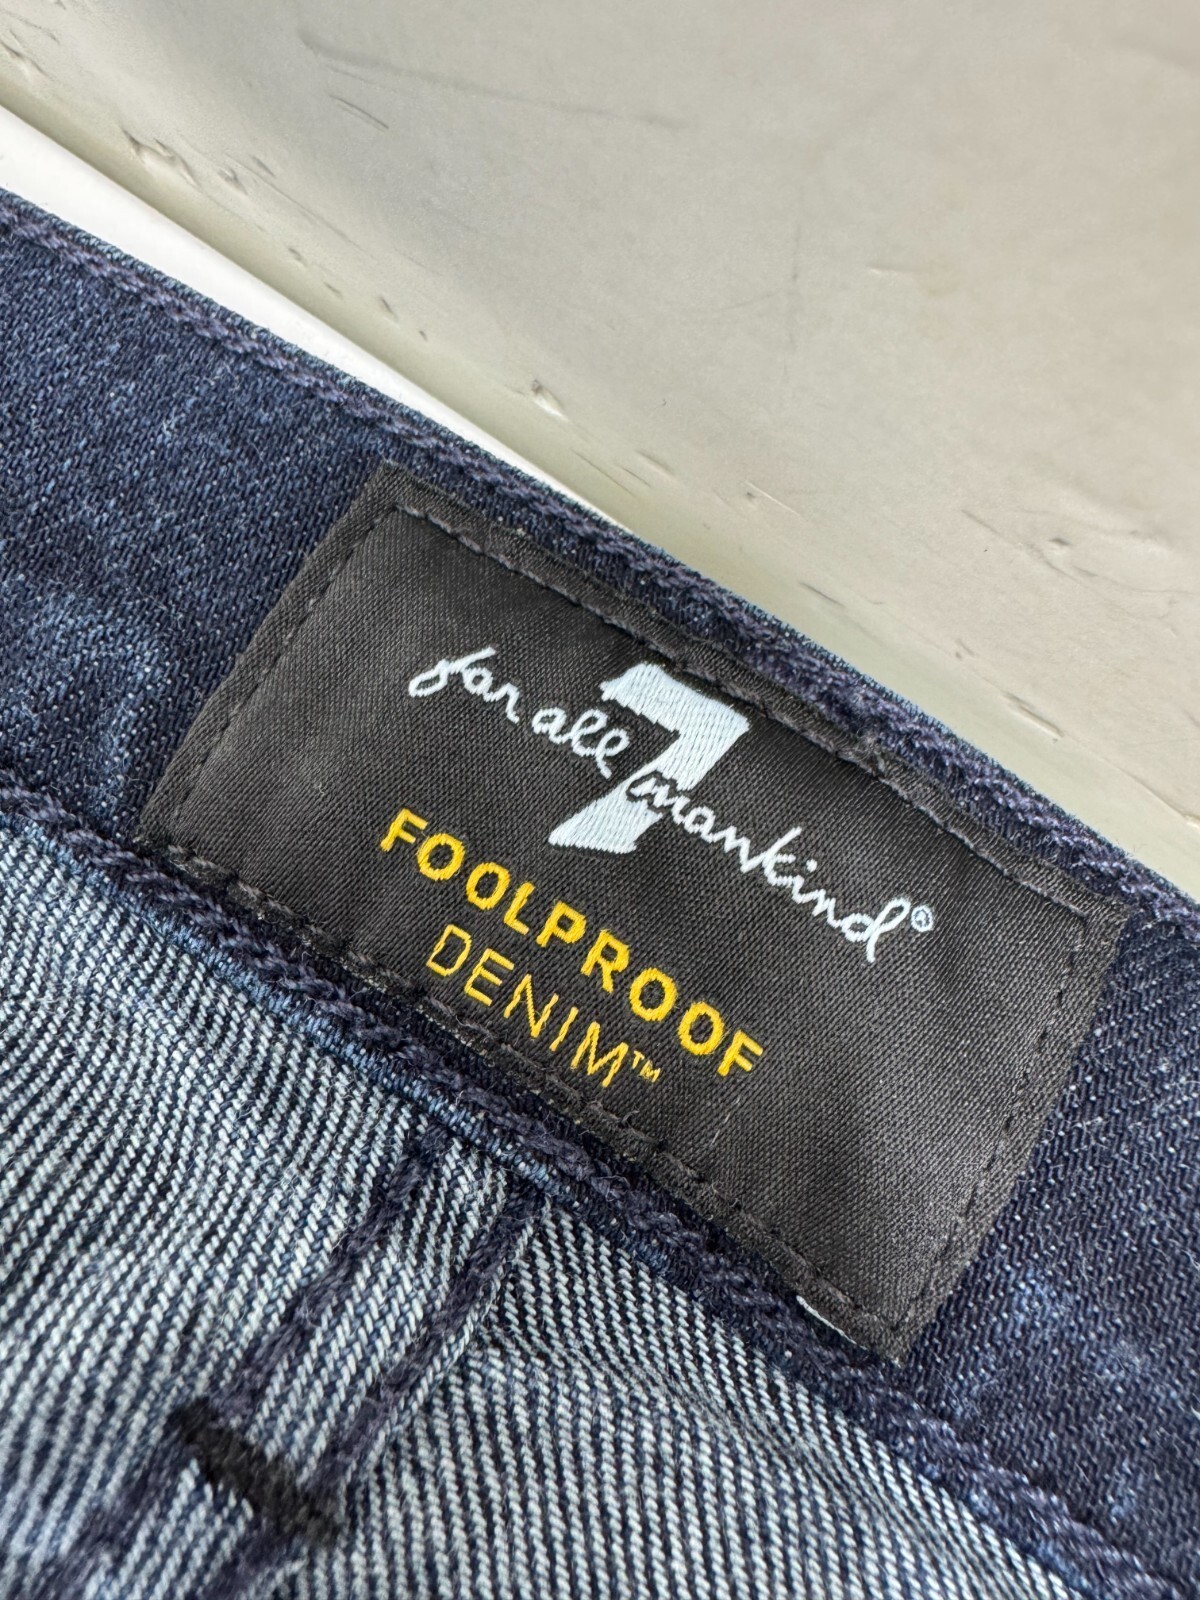 7
for all mankind®
FOOLPROOF
DENIM™